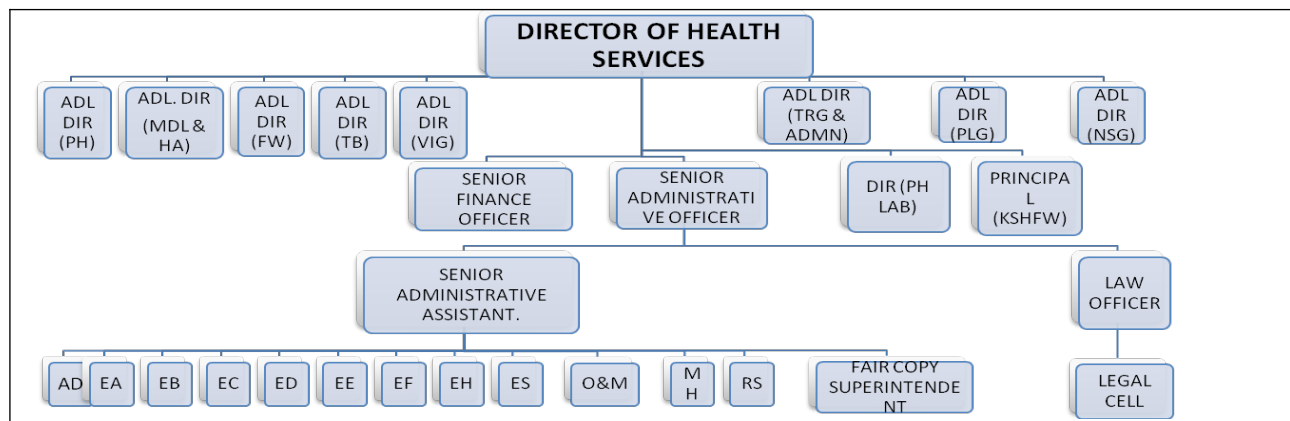 DIRECTOR OF HEALTH
SERVICES
ADL
DIR
(PH)
ADL. DIR
(MDL &
HA)
ADL
DIR
(FW)
ADL
DIR
(TB)
ADL
DIR
(VIG)
ADL DIR
(TRG &
ADMN)
ADL
DIR
(PLG)
ADL
DIR
(NSG)
SENIOR
FINANCE
OFFICER
SENIOR
ADMINISTRATI
VE OFFICER
DIR (PH
LAB)
PRINCIPA
L
(KSHFW)
SENIOR
ADMINISTRATIVE
ASSISTANT.
LAW
OFFICER
AD
EA
EB
EC
ED
EE
EF
EH
ES
O&M
M
H
RS
FAIR COPY
SUPERINTENDE
NT
LEGAL
CELL